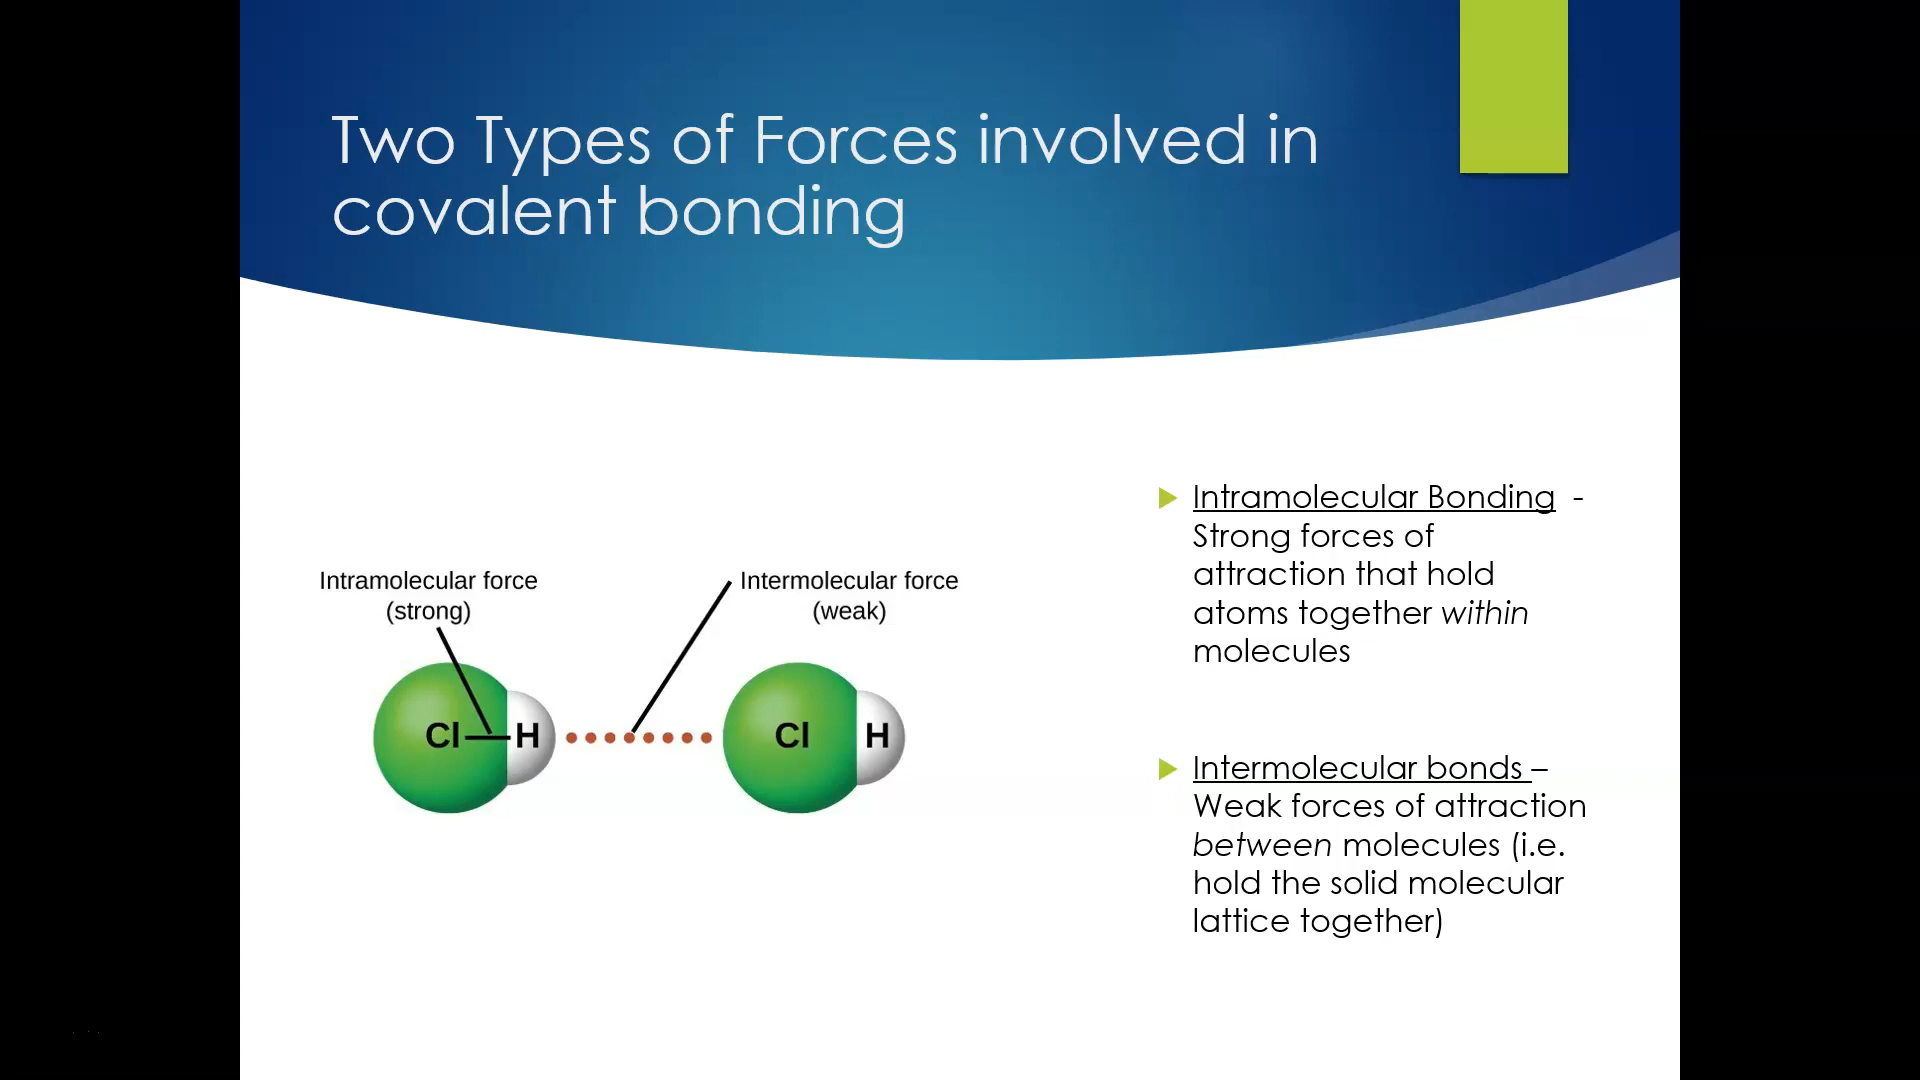 Two Types of Forces involved in
covalent bonding
Intramolecular force
(strong)
Intermolecular force
(weak)
Cl H
Cl H
Intramolecular Bonding -
Strong forces of
attraction that hold
atoms together within
molecules
Intermolecular bonds –
Weak forces of attraction
between molecules (i.e.
hold the solid molecular
lattice together)